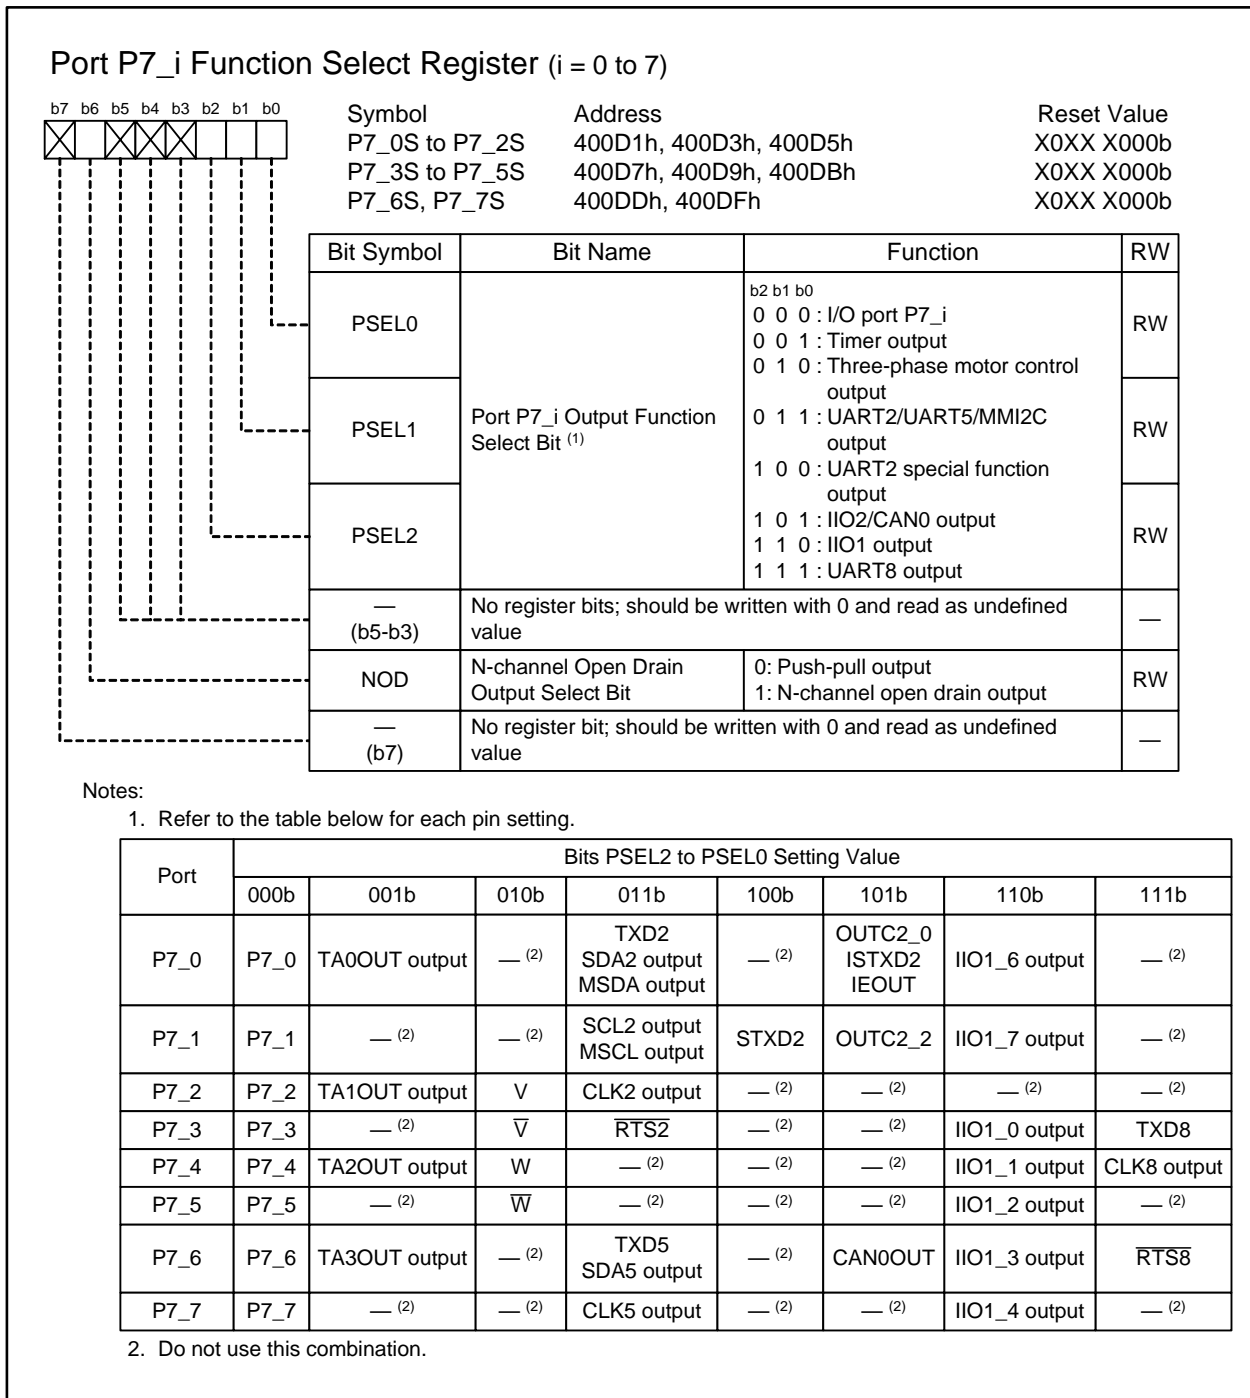 Port P7_i Function Select Register (i = 0 to 7)
b7 b6 b5 b4 b3 b2 b1 b0
Symbol Address Reset Value
P7_0S to P7_2S 400D1h, 400D3h, 400D5h X0XX X000b
P7_3S to P7_5S 400D7h, 400D9h, 400DBh X0XX X000b
P7_6S, P7_7S 400DDh, 400DFh X0XX X000b
Bit Symbol Bit Name Function RW
PSEL0 RW
PSEL1 RW
PSEL2 RW
Port P7_i Output Function
Select Bit (1)
b2 b1 b0
0 0 0 : I/O port P7_i
0 0 1 : Timer output
0 1 0 : Three-phase motor control
output
0 1 1 : UART2/UART5/MMI2C
output
1 0 0 : UART2 special function
output
1 0 1 : IIO2/CAN0 output
1 1 0 : IIO1 output
1 1 1 : UART8 output
—
(b5-b3)
No register bits; should be written with 0 and read as undefined
value
—
NOD
N-channel Open Drain
Output Select Bit
0: Push-pull output
1: N-channel open drain output
RW
—
(b7)
No register bit; should be written with 0 and read as undefined
value
—
Notes:
1. Refer to the table below for each pin setting.
Port Bits PSEL2 to PSEL0 Setting Value
000b 001b 010b 011b 100b 101b 110b 111b
P7_0 P7_0 TA0OUT output — (2) TXD2 SDA2 output MSDA output — (2) OUTC2_0 ISTXD2 IEOUT IIO1_6 output — (2)
P7_1 P7_1 — (2) — (2) SCL2 output MSCL output STXD2 OUTC2_2 IIO1_7 output — (2)
P7_2 P7_2 TA1OUT output V CLK2 output — (2) — (2) — (2) — (2)
P7_3 P7_3 — (2) V̅ R̅T̅S̅2̅ — (2) — (2) IIO1_0 output TXD8
P7_4 P7_4 TA2OUT output W — (2) — (2) — (2) IIO1_1 output CLK8 output
P7_5 P7_5 — (2) W̅ — (2) — (2) — (2) IIO1_2 output — (2)
P7_6 P7_6 TA3OUT output — (2) TXD5 SDA5 output — (2) CAN0OUT IIO1_3 output R̅T̅S̅8̅
P7_7 P7_7 — (2) — (2) CLK5 output — (2) — (2) IIO1_4 output — (2)
2. Do not use this combination.